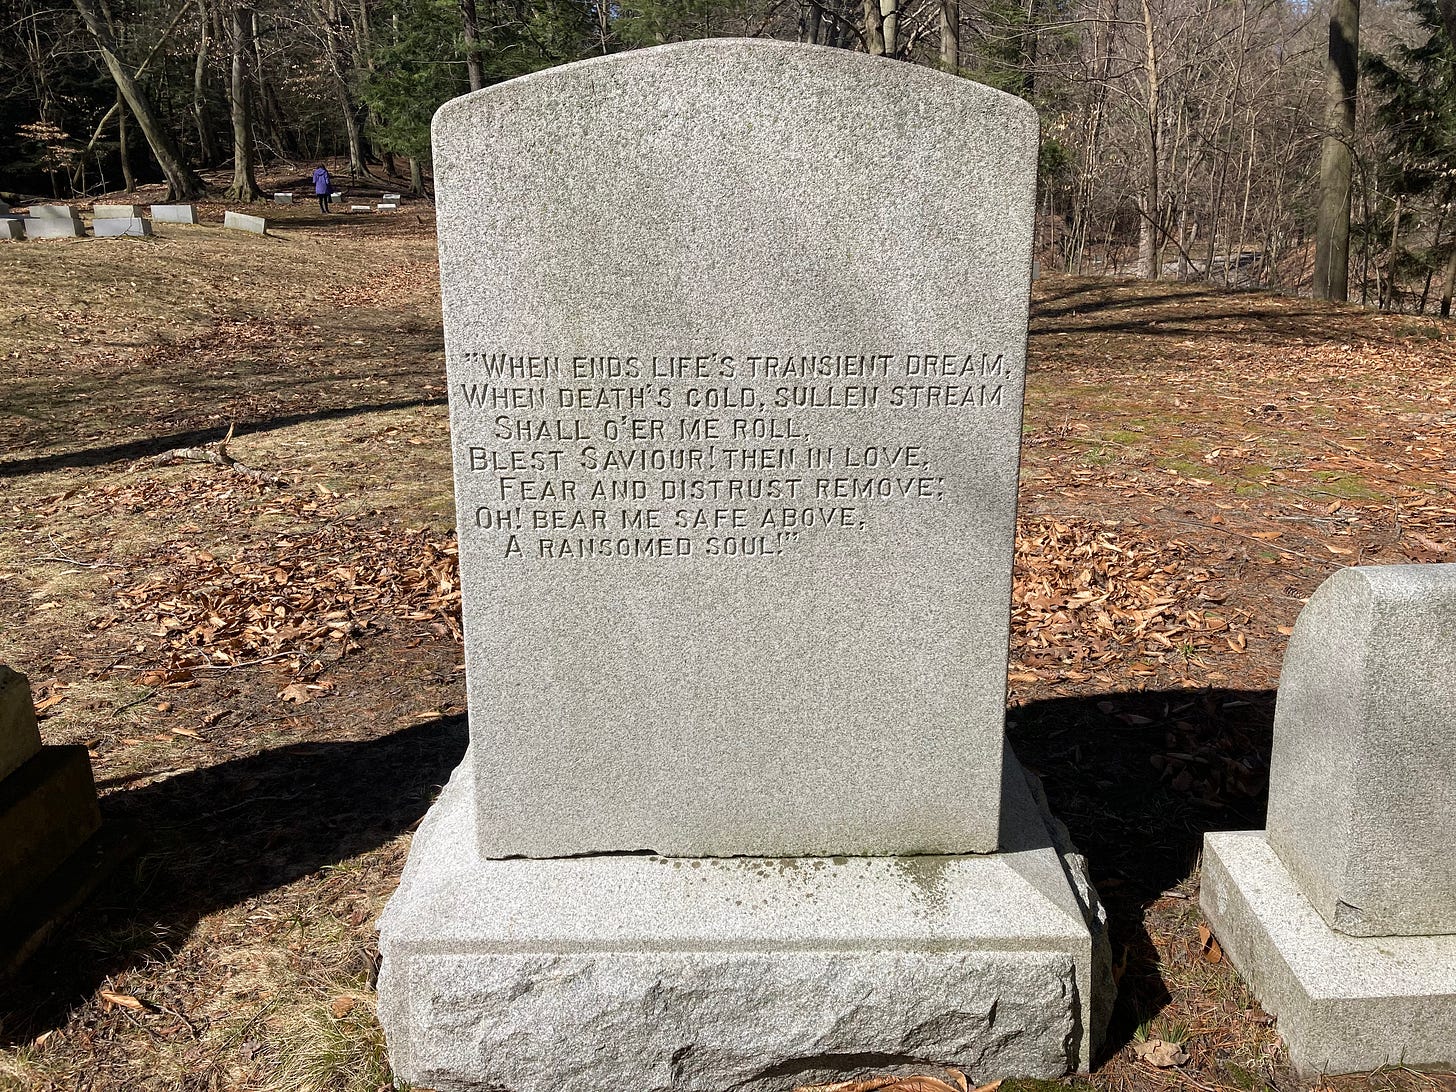 "When ends life's transient dream,
When death's cold, sullen stream
Shall o'er me roll,
Blest Saviour! then in love,
Fear and distrust remove;
Oh! bear me safe above,
A ransomed soul!"